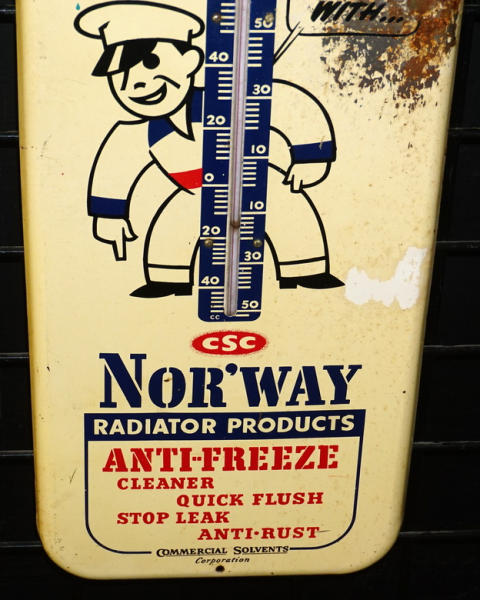 WITH...
50
40
30
20
10
0
10
20
30
40
50
CC
CSC
NOR'WAY
RADIATOR PRODUCTS
ANTI-FREEZE
CLEANER
QUICK FLUSH
STOP LEAK
ANTI-RUST
COMMERCIAL SOLVENTS
Corporation